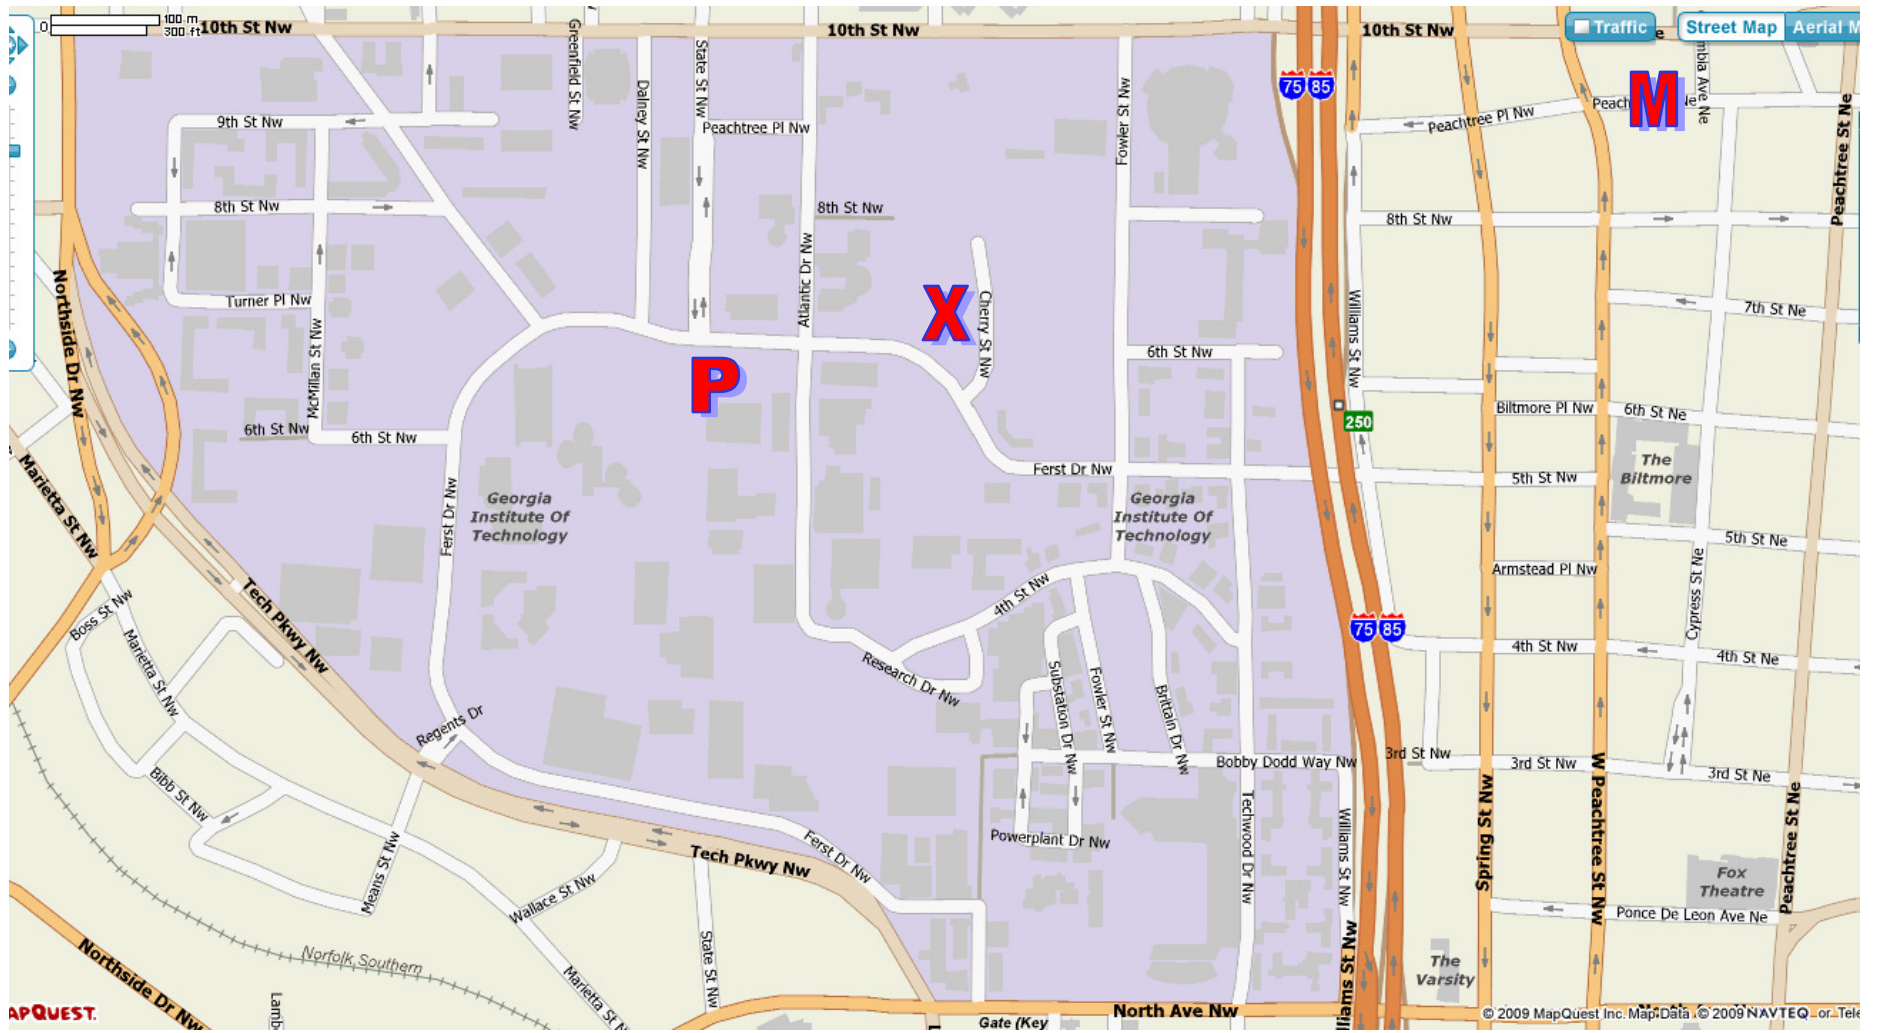 0
100 m
300 ft
10th St Nw
10th St Nw
10th St Nw
Traffic
Street Map
Aerial M
Greenfield St Nw
State St Nw
Dalney St Nw
Fowler St Nw
75
85
M
Peachtree Pl Nw
Peachtree St Ne
9th St Nw
Peachtree Pl Nw
8th St Nw
8th St Nw
8th St Nw
Atlantic Dr Nw
Northside Dr Nw
Turner Pl Nw
McMillan St Nw
X
Cherry St Nw
Williams St Nw
7th St Ne
P
6th St Nw
6th St Nw
6th St Nw
Biltmore Pl Nw
6th St Ne
250
Marietta St Nw
Ferst Dr Nw
Ferst Dr Nw
5th St Nw
The
Biltmore
Georgia
Institute Of
Technology
Georgia
Institute Of
Technology
5th St Ne
Armstead Pl Nw
Cypress St Ne
Tech Pkwy Nw
Boss St Nw
Marietta St Nw
4th St Nw
75
85
4th St Nw
4th St Ne
Research Dr Nw
Substation Dr Nw
Fowler St Nw
Brittain Dr Nw
Regents Dr
Bobby Dodd Way Nw
3rd St Nw
3rd St Nw
3rd St Ne
Bibb St Nw
Means St Nw
Techwood Dr Nw
Williams St Nw
Spring St Nw
W Peachtree St Nw
Peachtree St Ne
Powerplant Dr Nw
Ferst Dr Nw
Tech Pkwy Nw
Wallace St Nw
Fox
Theatre
Ponce De Leon Ave Ne
State St Nw
Norfolk Southern
Northside Dr Nw
Marietta St N
The
Varsity
lliams St Nw
North Ave Nw
Gate (Key
Lamb
APQUEST.
© 2009 MapQuest Inc. Map Data © 2009 NAVTEQ or Tele